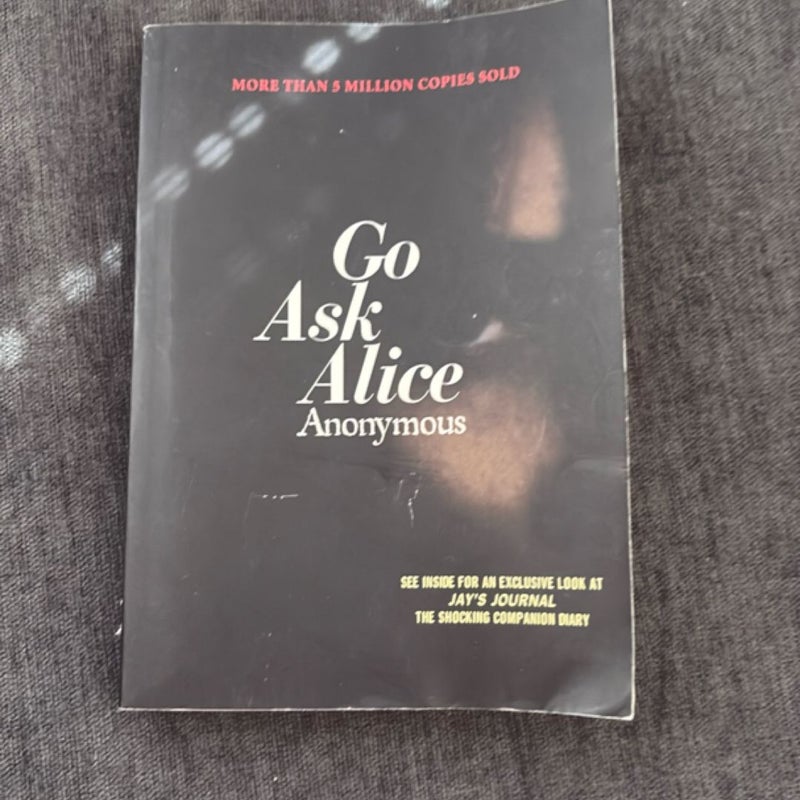 MORE THAN 5 MILLION COPIES SOLD
Go
Ask
Alice
Anonymous
SEE INSIDE FOR AN EXCLUSIVE LOOK AT
JAY'S JOURNAL
THE SHOCKING COMPANION DIARY